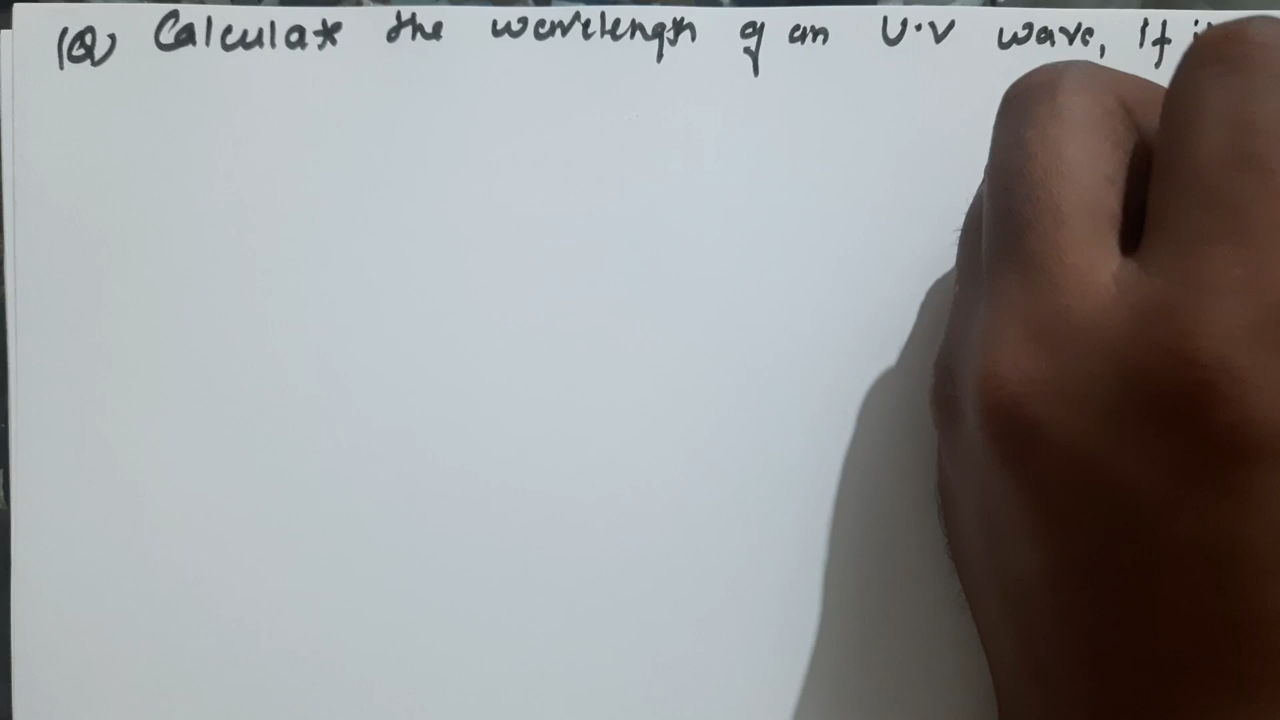 (Q) Calculate the wavelength of an U.V wave, If